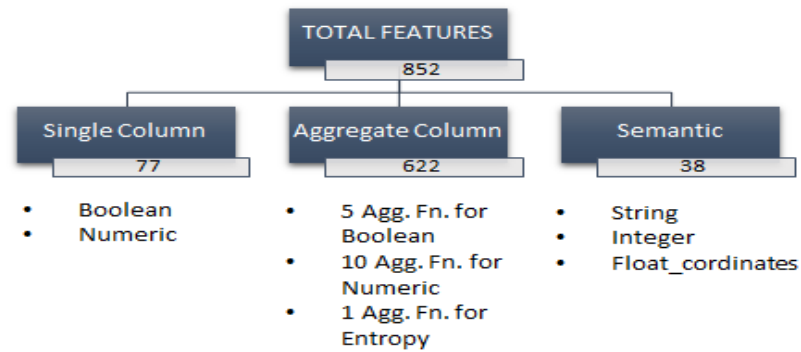 TOTAL FEATURES
852
Single Column
77
• Boolean
• Numeric
Aggregate Column
622
• 5 Agg. Fn. for
Boolean
• 10 Agg. Fn. for
Numeric
• 1 Agg. Fn. for
Entropy
Semantic
38
• String
• Integer
• Float_cordinates